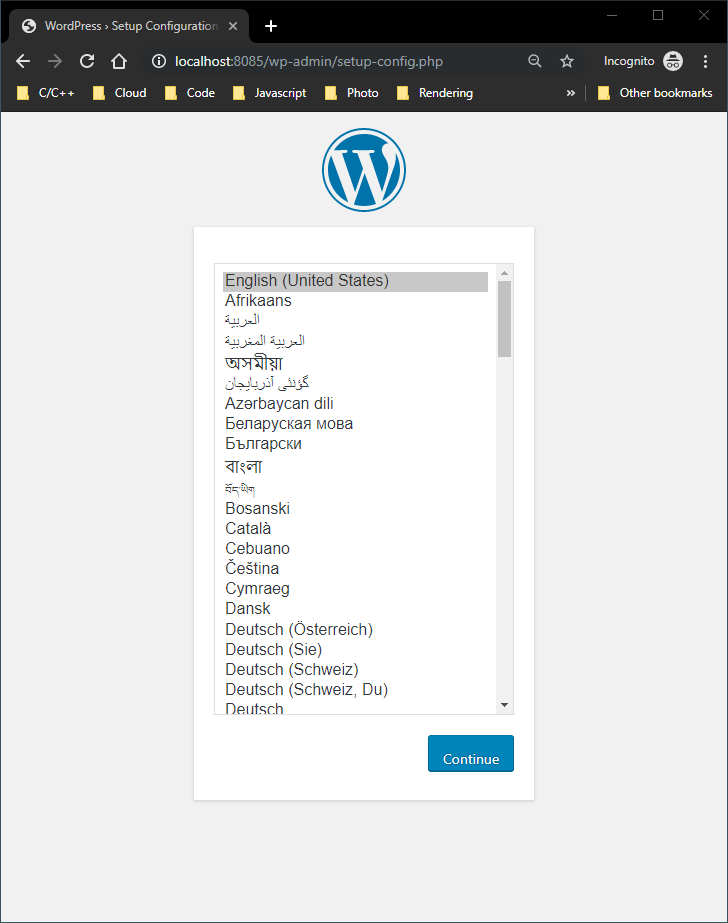 WordPress › Setup Configuration
localhost:8085/wp-admin/setup-config.php
Incognito
C/C++
Cloud
Code
Javascript
Photo
Rendering
»
Other bookmarks
English (United States)
Afrikaans
العربية
العربية المغربية
অসমীয়া
گؤنئی آذربایجان
Azərbaycan dili
Беларуская мова
Български
বাংলা
བོད་ཡིག
Bosanski
Català
Cebuano
Čeština
Cymraeg
Dansk
Deutsch (Österreich)
Deutsch (Sie)
Deutsch (Schweiz)
Deutsch (Schweiz, Du)
Deutsch
Continue